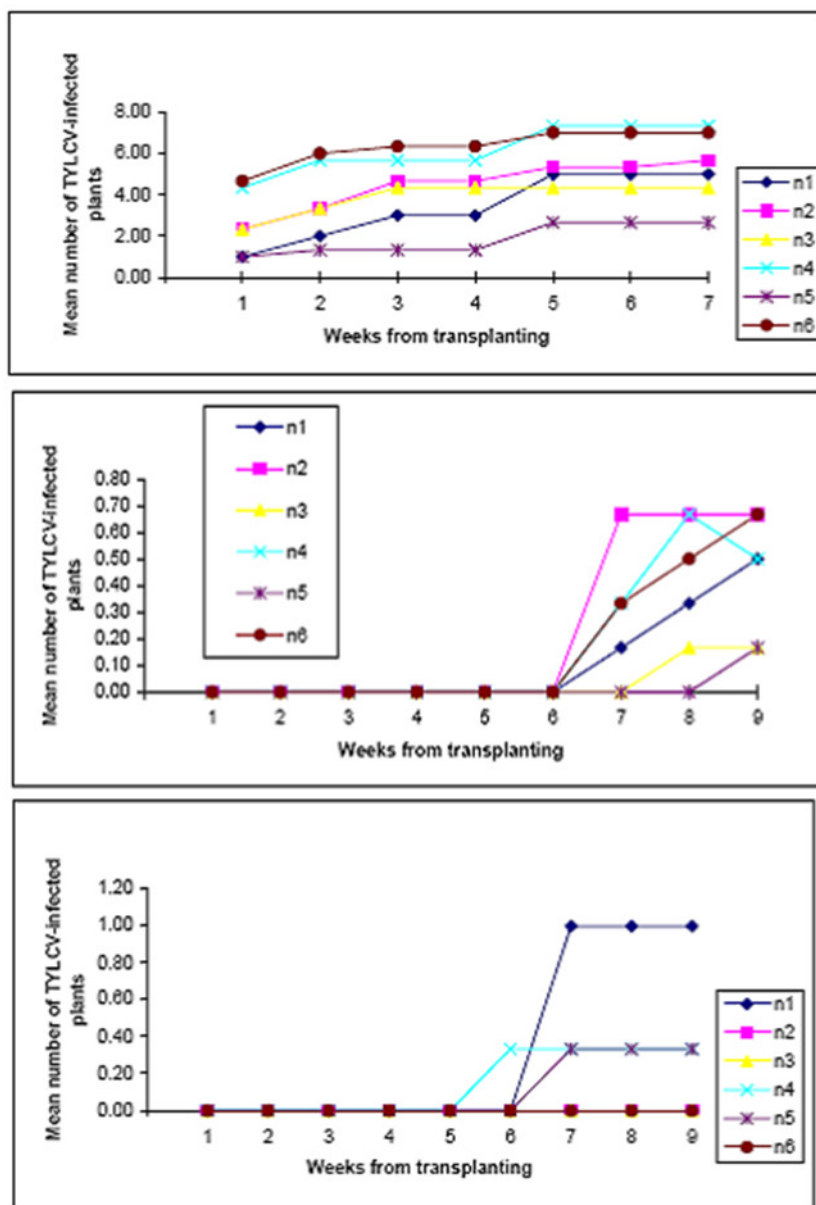 Mean number of TYLCV-infected
plants
8.00
6.00
4.00
2.00
0.00
1 2 3 4 5 6 7
Weeks from transplanting
n1
n2
n3
n4
n5
n6
Mean number of TYLCV-infected
plants
0.80
0.70
0.60
0.50
0.40
0.30
0.20
0.10
0.00
1 2 3 4 5 6 7 8 9
Weeks from transplanting
n1
n2
n3
n4
n5
n6
Mean number of TYLCV-infected
plants
1.20
1.00
0.80
0.60
0.40
0.20
0.00
1 2 3 4 5 6 7 8 9
Weeks from transplanting
n1
n2
n3
n4
n5
n6